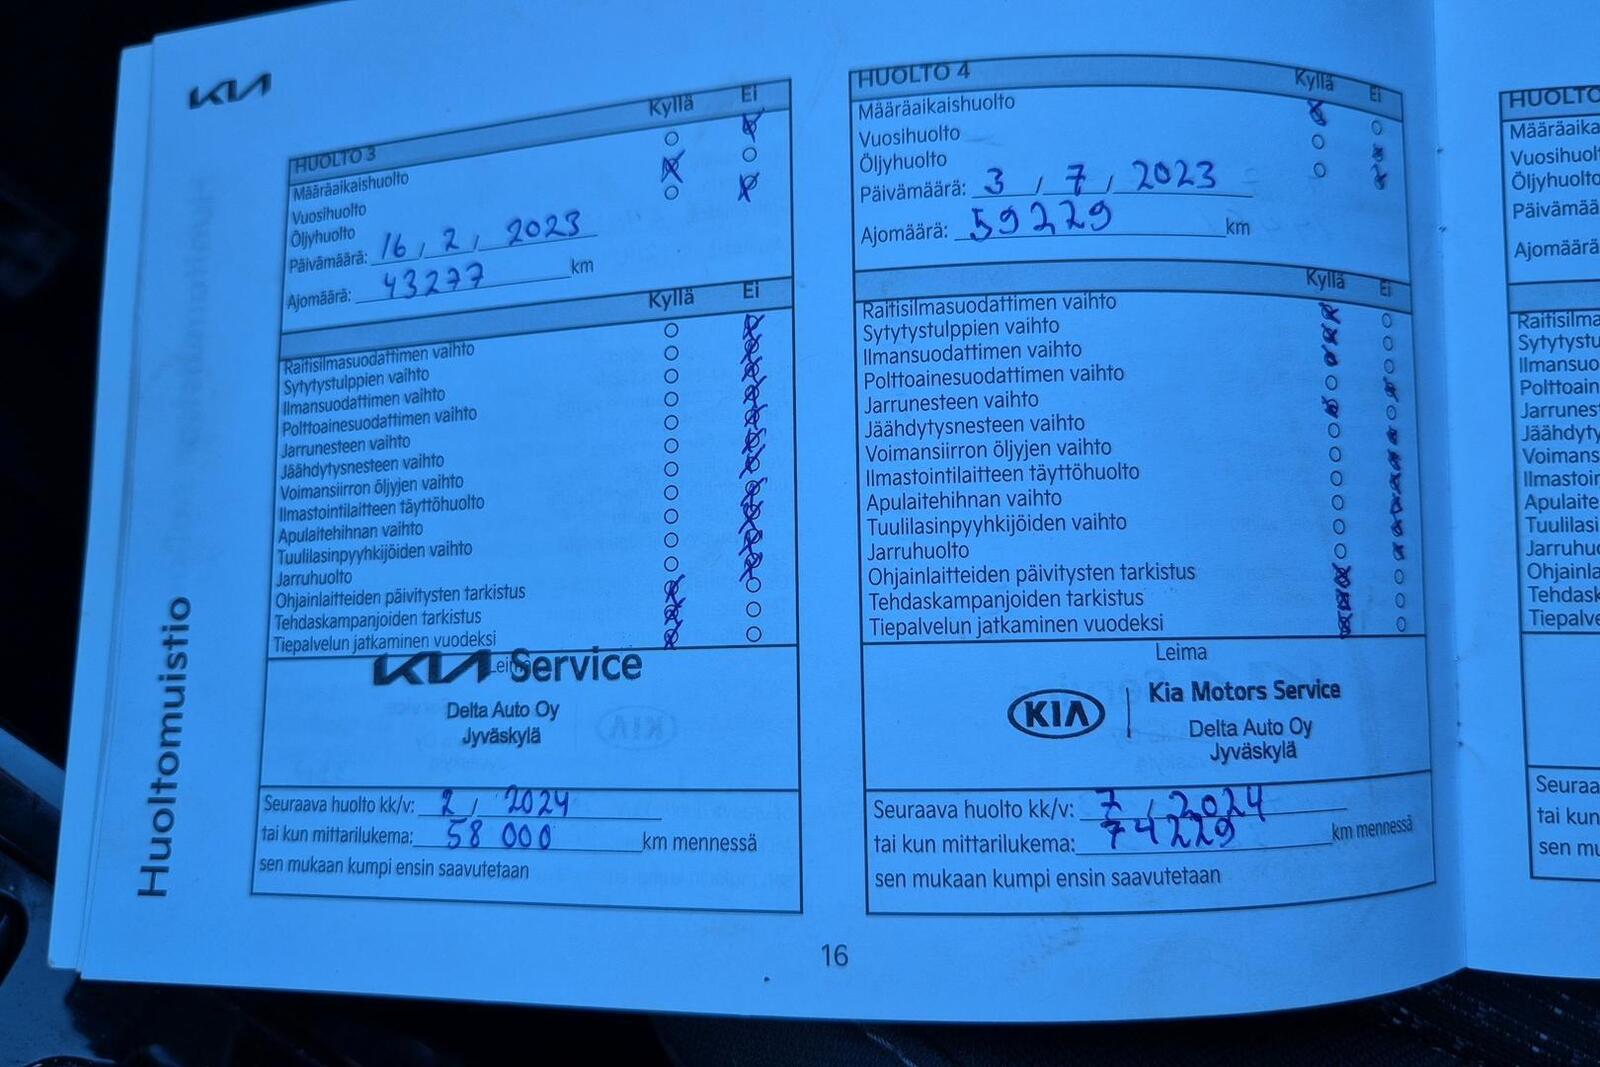 KIA
Huoltomuistio
HUOLTO 3 Kyllä Ei
Määräaikaishuolto
Vuosihuolto
Öljyhuolto
Päivämäärä: 16 / 2 / 2023
Ajomäärä: 43277 km
Kyllä Ei
Raitisilmasuodattimen vaihto
Sytytystulppien vaihto
Ilmansuodattimen vaihto
Polttoainesuodattimen vaihto
Jarrunesteen vaihto
Jäähdytysnesteen vaihto
Voimansiirron öljyjen vaihto
Ilmastointilaitteen täyttöhuolto
Apulaitehihnan vaihto
Tuulilasinpyyhkijöiden vaihto
Jarruhuolto
Ohjainlaitteiden päivitysten tarkistus
Tehdaskampanjoiden tarkistus
Tiepalvelun jatkaminen vuodeksi
Leima
KIA Service
Delta Auto Oy
Jyväskylä
Seuraava huolto kk/v: 2 / 2024
tai kun mittarilukema: 58 000 km mennessä
sen mukaan kumpi ensin saavutetaan
HUOLTO 4 Kyllä Ei
Määräaikaishuolto
Vuosihuolto
Öljyhuolto
Päivämäärä: 3 / 7 / 2023
Ajomäärä: 59229 km
Kyllä Ei
Raitisilmasuodattimen vaihto
Sytytystulppien vaihto
Ilmansuodattimen vaihto
Polttoainesuodattimen vaihto
Jarrunesteen vaihto
Jäähdytysnesteen vaihto
Voimansiirron öljyjen vaihto
Ilmastointilaitteen täyttöhuolto
Apulaitehihnan vaihto
Tuulilasinpyyhkijöiden vaihto
Jarruhuolto
Ohjainlaitteiden päivitysten tarkistus
Tehdaskampanjoiden tarkistus
Tiepalvelun jatkaminen vuodeksi
Leima
KIA Kia Motors Service
Delta Auto Oy
Jyväskylä
Seuraava huolto kk/v: 7 / 2024
tai kun mittarilukema: 74229 km mennessä
sen mukaan kumpi ensin saavutetaan
16
HUOLTO
Määräaika
Vuosihuol
Öljyhuolto
Päivämää
Ajomäärä
Raitisilma
Sytytystu
Ilmansuo
Polttoain
Jarrunest
Jäähdyty
Voimans
Ilmastoin
Apulaite
Tuulilasi
Jarruhu
Ohjainla
Tehdask
Tiepalve
Seuraa
tai kun
sen mu